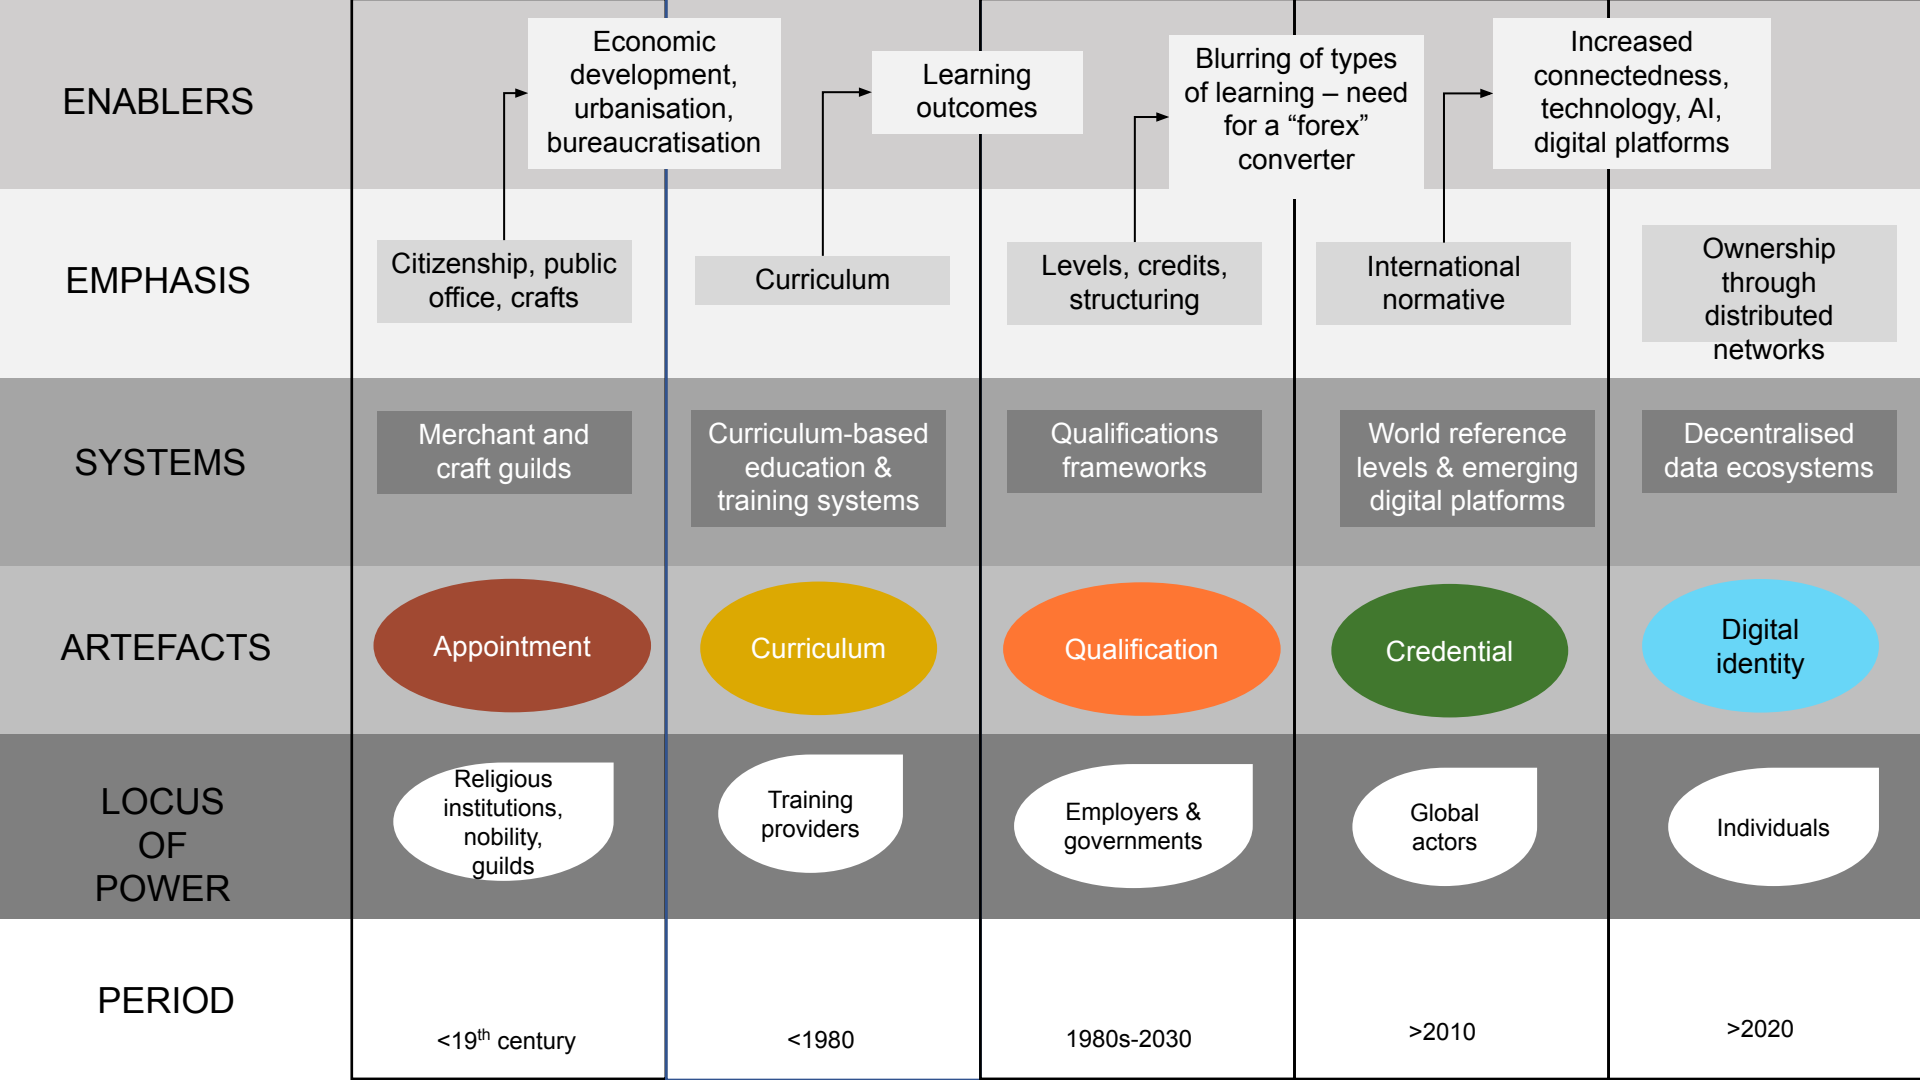 ENABLERS
Economic
development,
urbanisation,
bureaucratisation
Learning
outcomes
Blurring of types
of learning – need
for a “forex”
converter
Increased
connectedness,
technology, AI,
digital platforms
EMPHASIS
Citizenship, public
office, crafts
Curriculum
Levels, credits,
structuring
International
normative
Ownership
through
distributed
networks
SYSTEMS
Merchant and
craft guilds
Curriculum-based
education &
training systems
Qualifications
frameworks
World reference
levels & emerging
digital platforms
Decentralised
data ecosystems
ARTEFACTS
Appointment
Curriculum
Qualification
Credential
Digital
identity
LOCUS
OF
POWER
Religious
institutions,
nobility,
guilds
Training
providers
Employers &
governments
Global
actors
Individuals
PERIOD
<19th century
<1980
1980s-2030
>2010
>2020